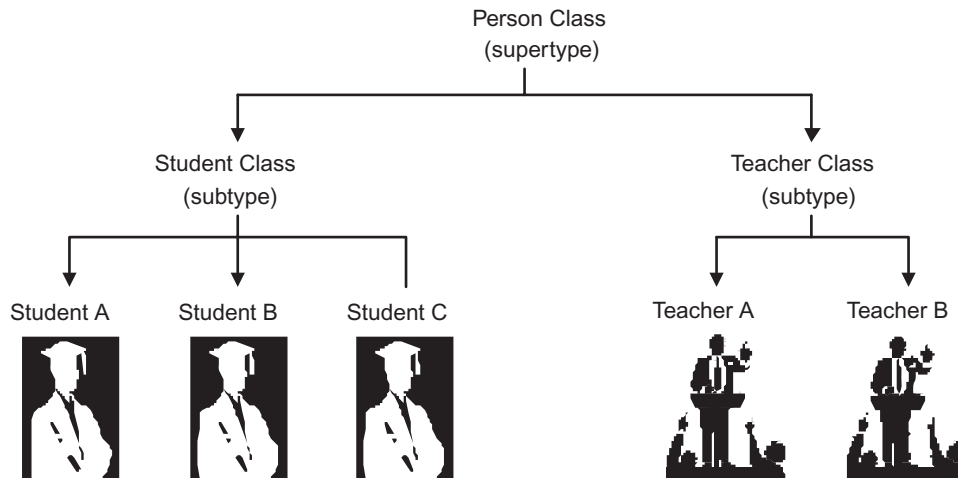 Person Class
(supertype)
Student Class
(subtype)
Teacher Class
(subtype)
Student A
Student B
Student C
Teacher A
Teacher B